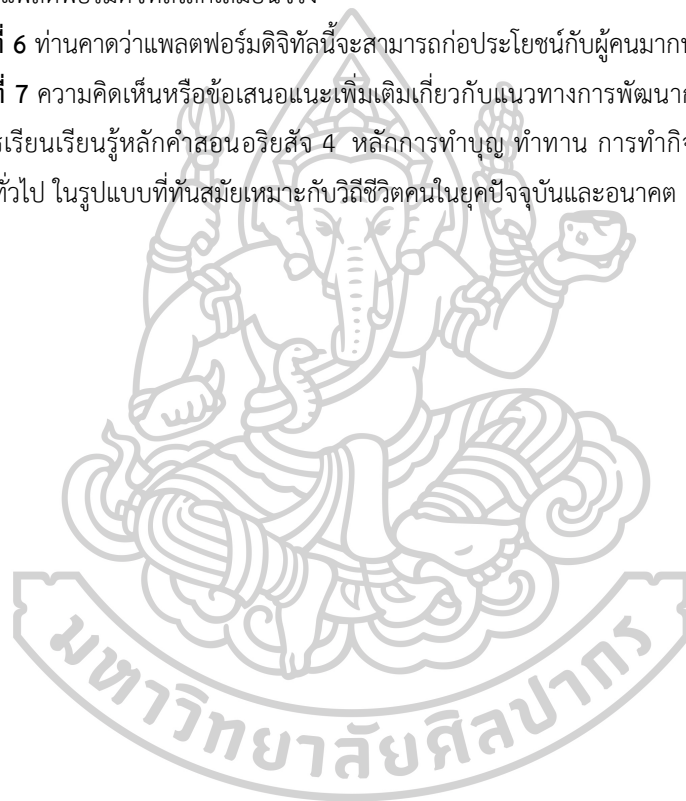 ที่ 6 ท่านคาดว่าแพลตฟอร์มดิจิทัลนี้จะสามารถก่อประโยชน์กับผู้คนมาก
ที่ 7 ความคิดเห็นหรือข้อเสนอแนะเพิ่มเติมเกี่ยวกับแนวทางการพัฒนา
เรียนเรียนรู้หลักคำสอนอริยสัจ 4 หลักการทำบุญ ทำทาน การทำกิจ
ทั่วไป ในรูปแบบที่ทันสมัยเหมาะกับวิถีชีวิตคนในยุคปัจจุบันและอนาคต
มหาวิทยาลัยศิลปากร